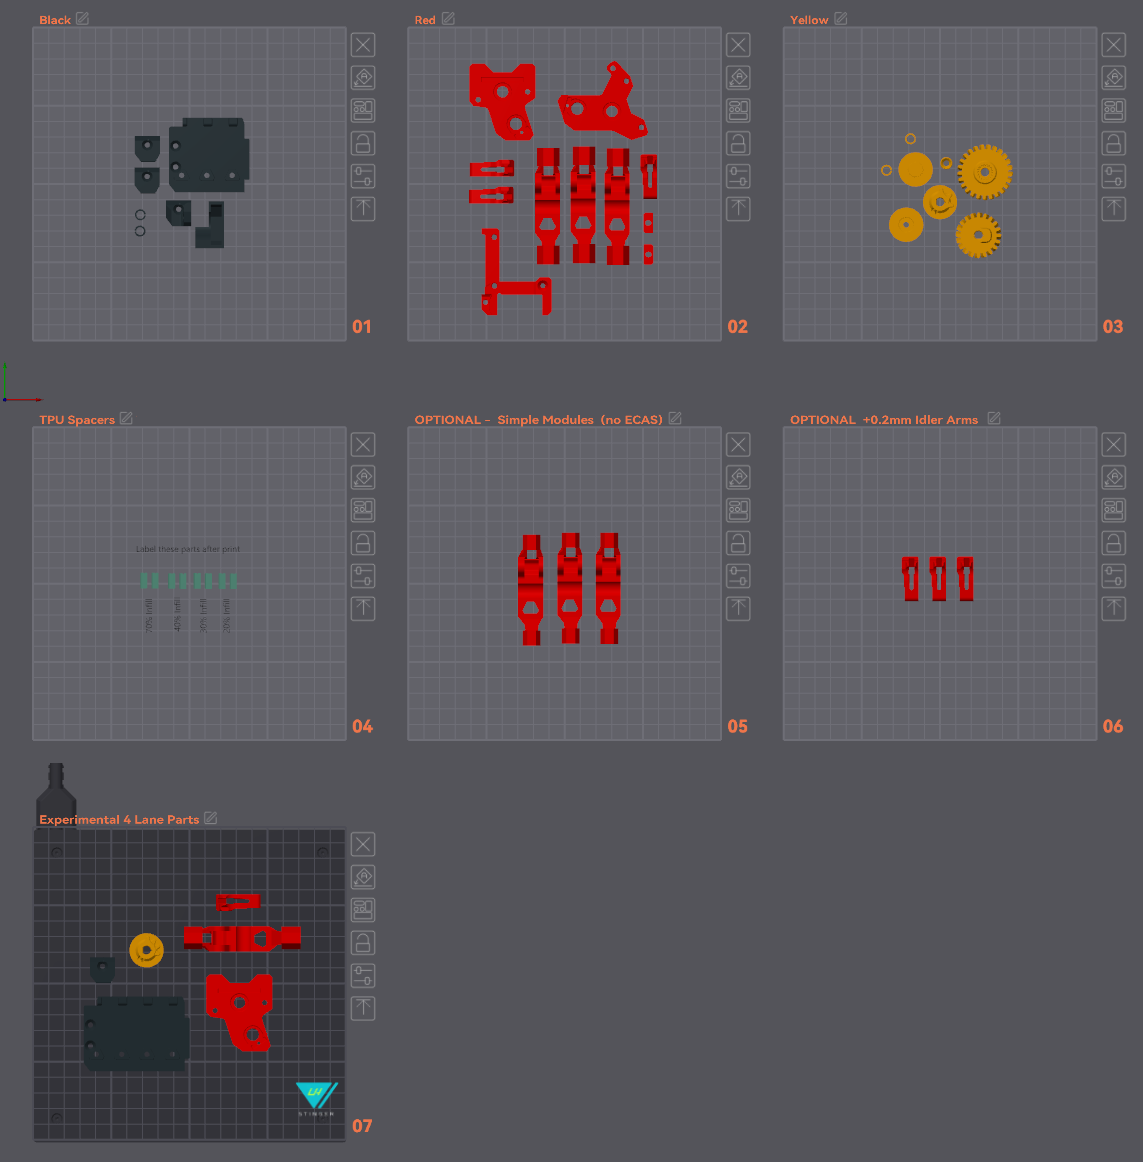 Black
Red
Yellow
01
02
03
TPU Spacers
OPTIONAL - Simple Modules (no ECAS)
OPTIONAL +0.2mm Idler Arms
Label these parts after print
70% Infill
40% Infill
30% Infill
20% Infill
04
05
06
Experimental 4 Lane Parts
LH
STINGER
07